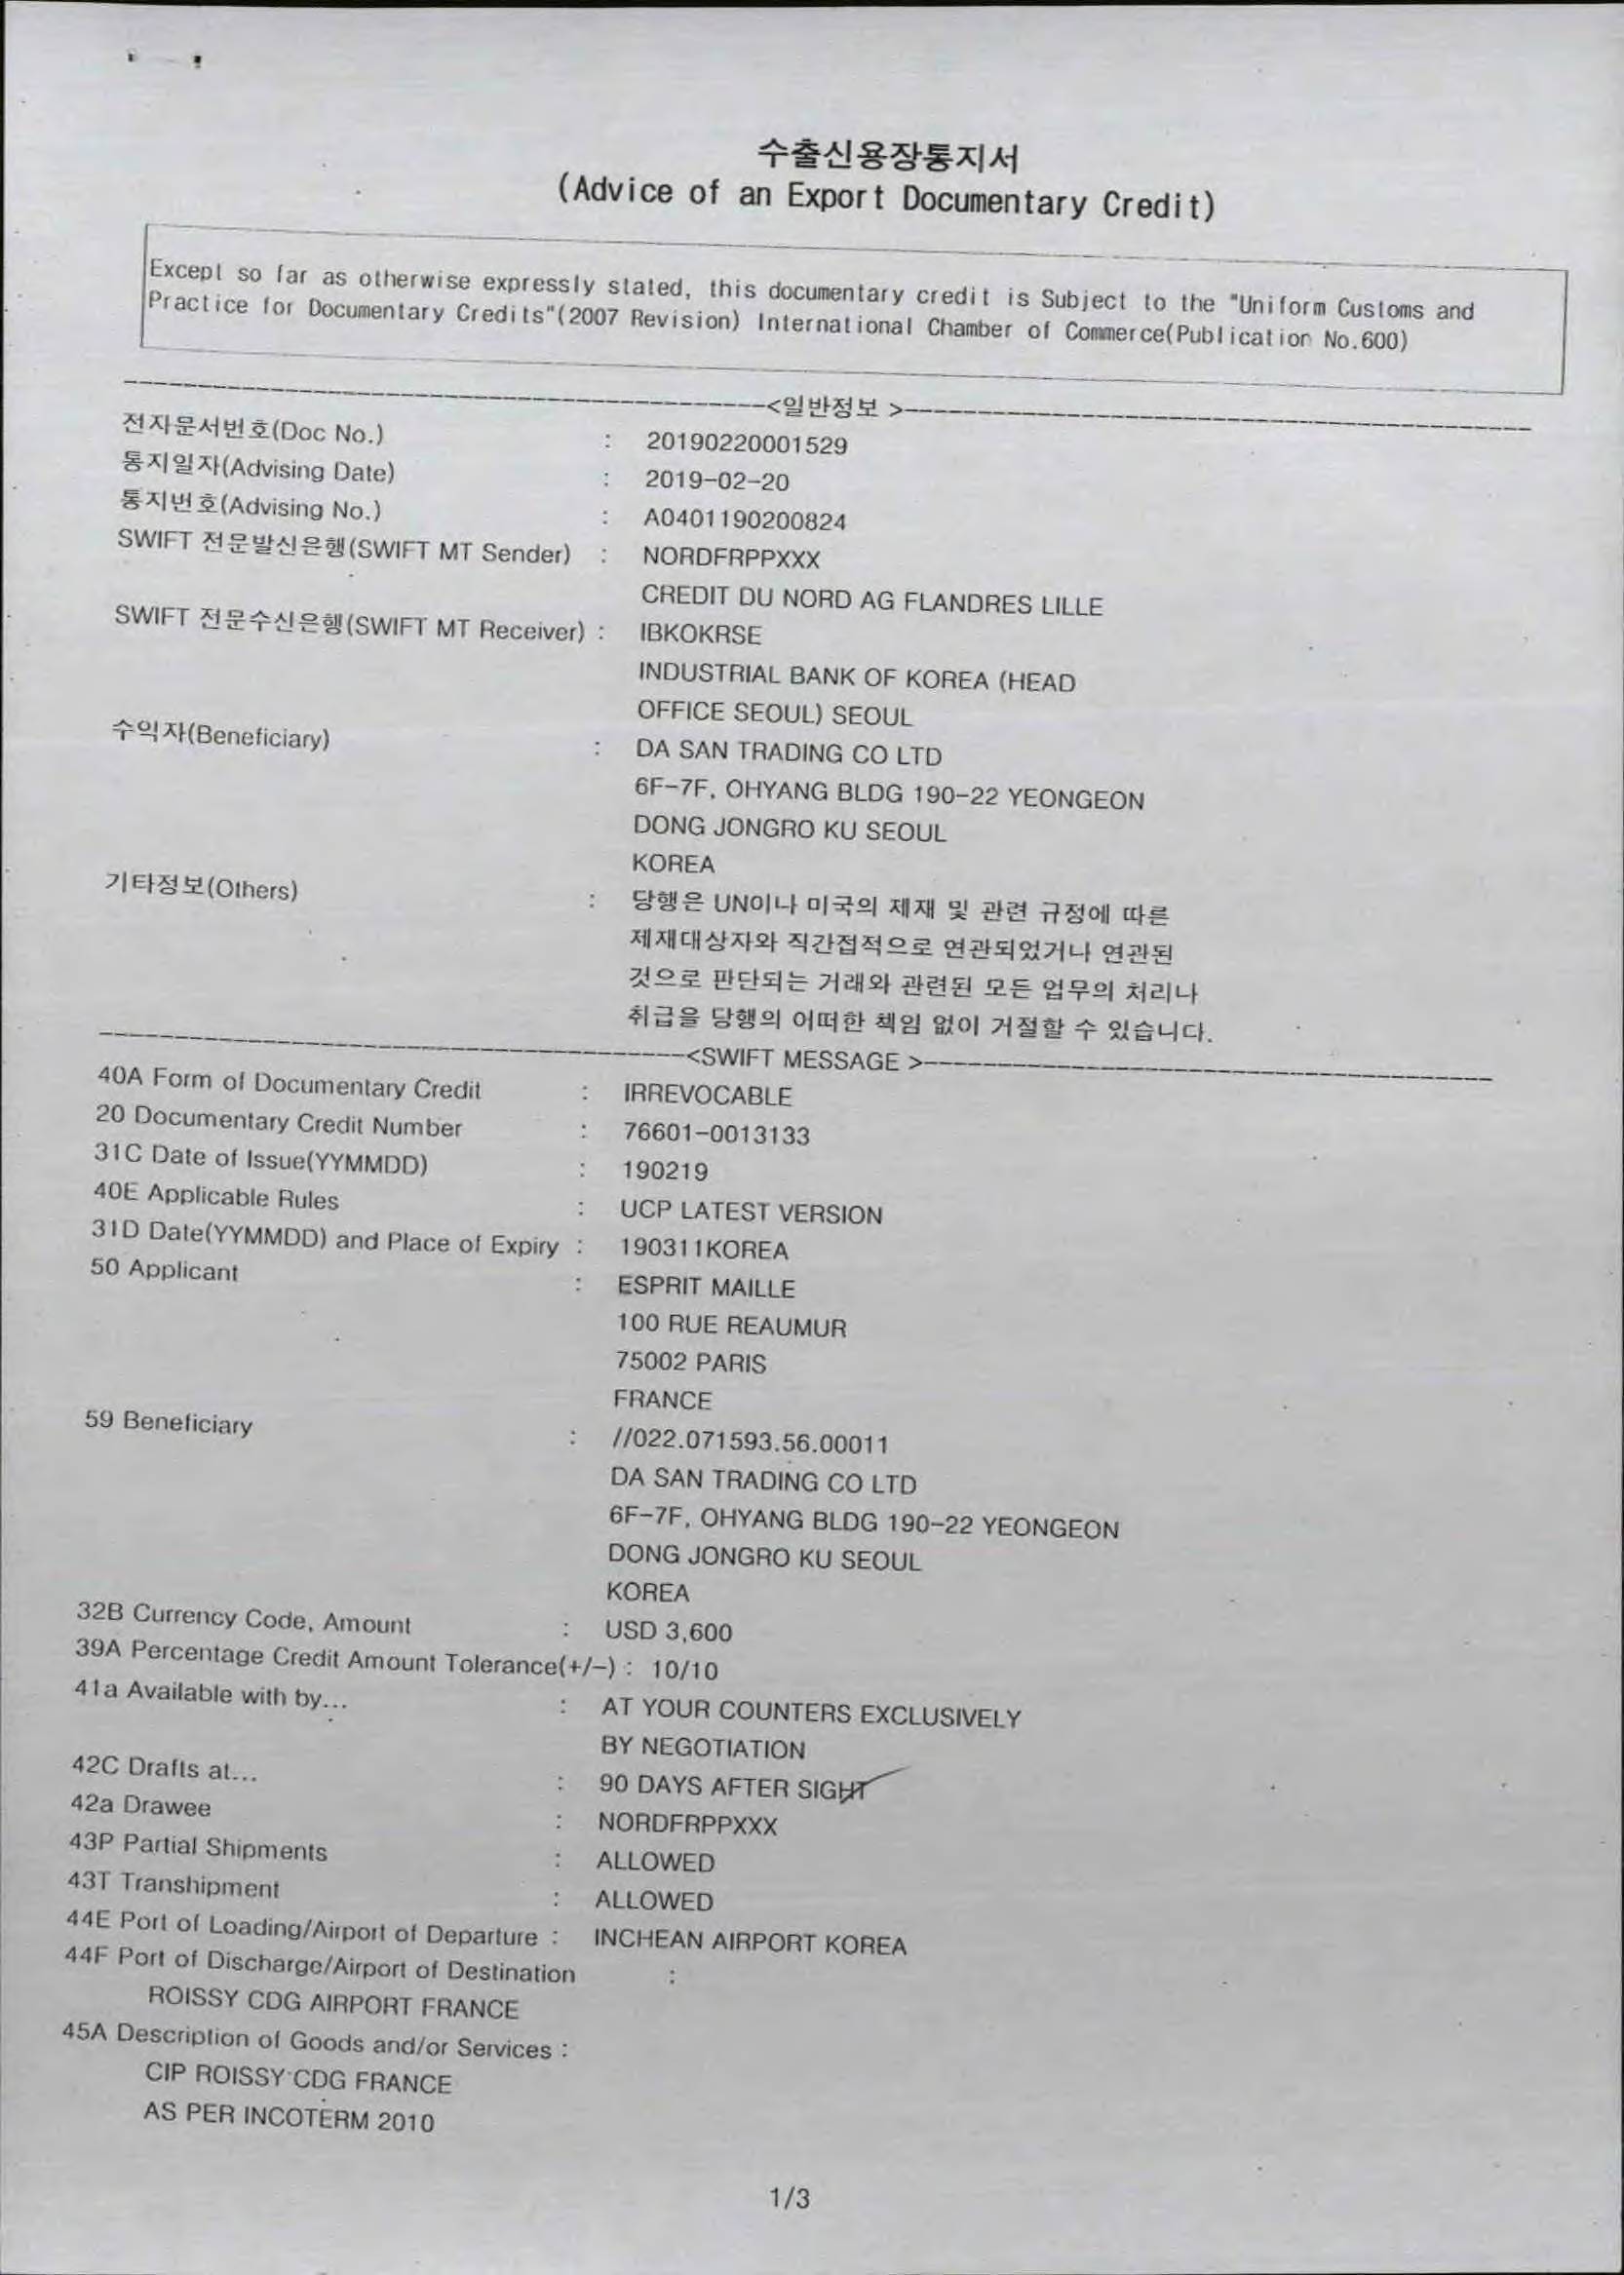 수출신용장통지서
(Advice of an Export Documentary Credit)
Except so far as otherwise expressly stated, this documentary credit is Subject to the "Uniform Customs and
Practice for Documentary Credits"(2007 Revision) International Chamber of Commerce(Publication No.600)
<일반정보 >
전자문서번호(Doc No.) : 20190220001529
통지일자(Advising Date) : 2019-02-20
통지번호(Advising No.) : A0401190200824
SWIFT 전문발신은행(SWIFT MT Sender) : NORDFRPPXXX
CREDIT DU NORD AG FLANDRES LILLE
SWIFT 전문수신은행(SWIFT MT Receiver) : IBKOKRSE
INDUSTRIAL BANK OF KOREA (HEAD
OFFICE SEOUL) SEOUL
수익자(Beneficiary) : DA SAN TRADING CO LTD
6F-7F, OHYANG BLDG 190-22 YEONGEON
DONG JONGRO KU SEOUL
KOREA
기타정보(Others) : 당행은 UN이나 미국의 제재 및 관련 규정에 따른
제재대상자와 직간접적으로 연관되었거나 연관된
것으로 판단되는 거래와 관련된 모든 업무의 처리나
취급을 당행의 어떠한 책임 없이 거절할 수 있습니다.
<SWIFT MESSAGE >
40A Form of Documentary Credit : IRREVOCABLE
20 Documentary Credit Number : 76601-0013133
31C Date of Issue(YYMMDD) : 190219
40E Applicable Rules : UCP LATEST VERSION
31D Date(YYMMDD) and Place of Expiry : 190311KOREA
50 Applicant : ESPRIT MAILLE
100 RUE REAUMUR
75002 PARIS
FRANCE
59 Beneficiary : //022.071593.56.00011
DA SAN TRADING CO LTD
6F-7F, OHYANG BLDG 190-22 YEONGEON
DONG JONGRO KU SEOUL
KOREA
32B Currency Code, Amount : USD 3,600
39A Percentage Credit Amount Tolerance(+/-) : 10/10
41a Available with by... : AT YOUR COUNTERS EXCLUSIVELY
BY NEGOTIATION
42C Drafts at... : 90 DAYS AFTER SIGHT
42a Drawee : NORDFRPPXXX
43P Partial Shipments : ALLOWED
43T Transhipment : ALLOWED
44E Port of Loading/Airport of Departure : INCHEAN AIRPORT KOREA
44F Port of Discharge/Airport of Destination :
ROISSY CDG AIRPORT FRANCE
45A Description of Goods and/or Services :
CIP ROISSY CDG FRANCE
AS PER INCOTERM 2010
1/3